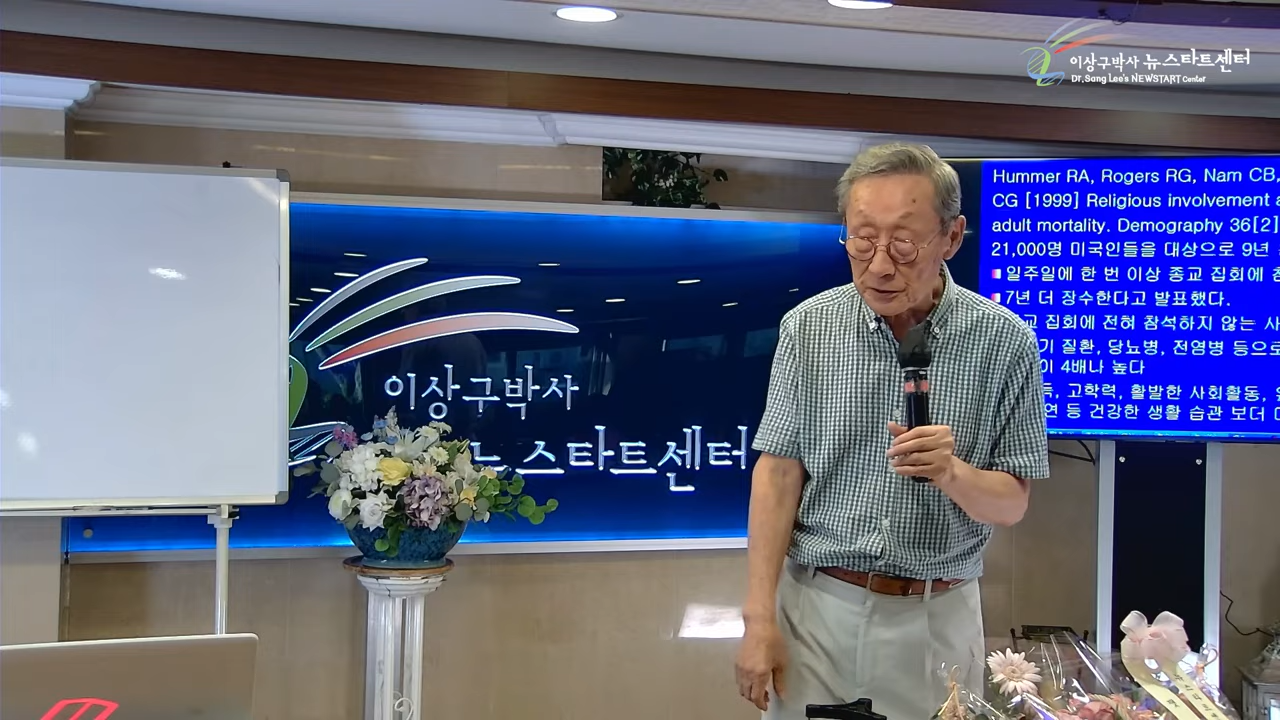 이상구박사 뉴스타트센터
Dr. Sang Lee's NEWSTART Center
Hummer RA, Rogers RG, Nam CB,
CG [1999] Religious involvement a
adult mortality. Demography 36[2]
21,000명 미국인들을 대상으로 9년
일주일에 한 번 이상 종교 집회에
7년 더 장수한다고 발표했다.
교 집회에 전혀 참석하지 않는 사
기 질환, 당뇨병, 전염병 등으로
이 4배나 높다
고학력, 활발한 사회활동,
연 등 건강한 생활 습관 보다 더
이상구박사
뉴스타트센터